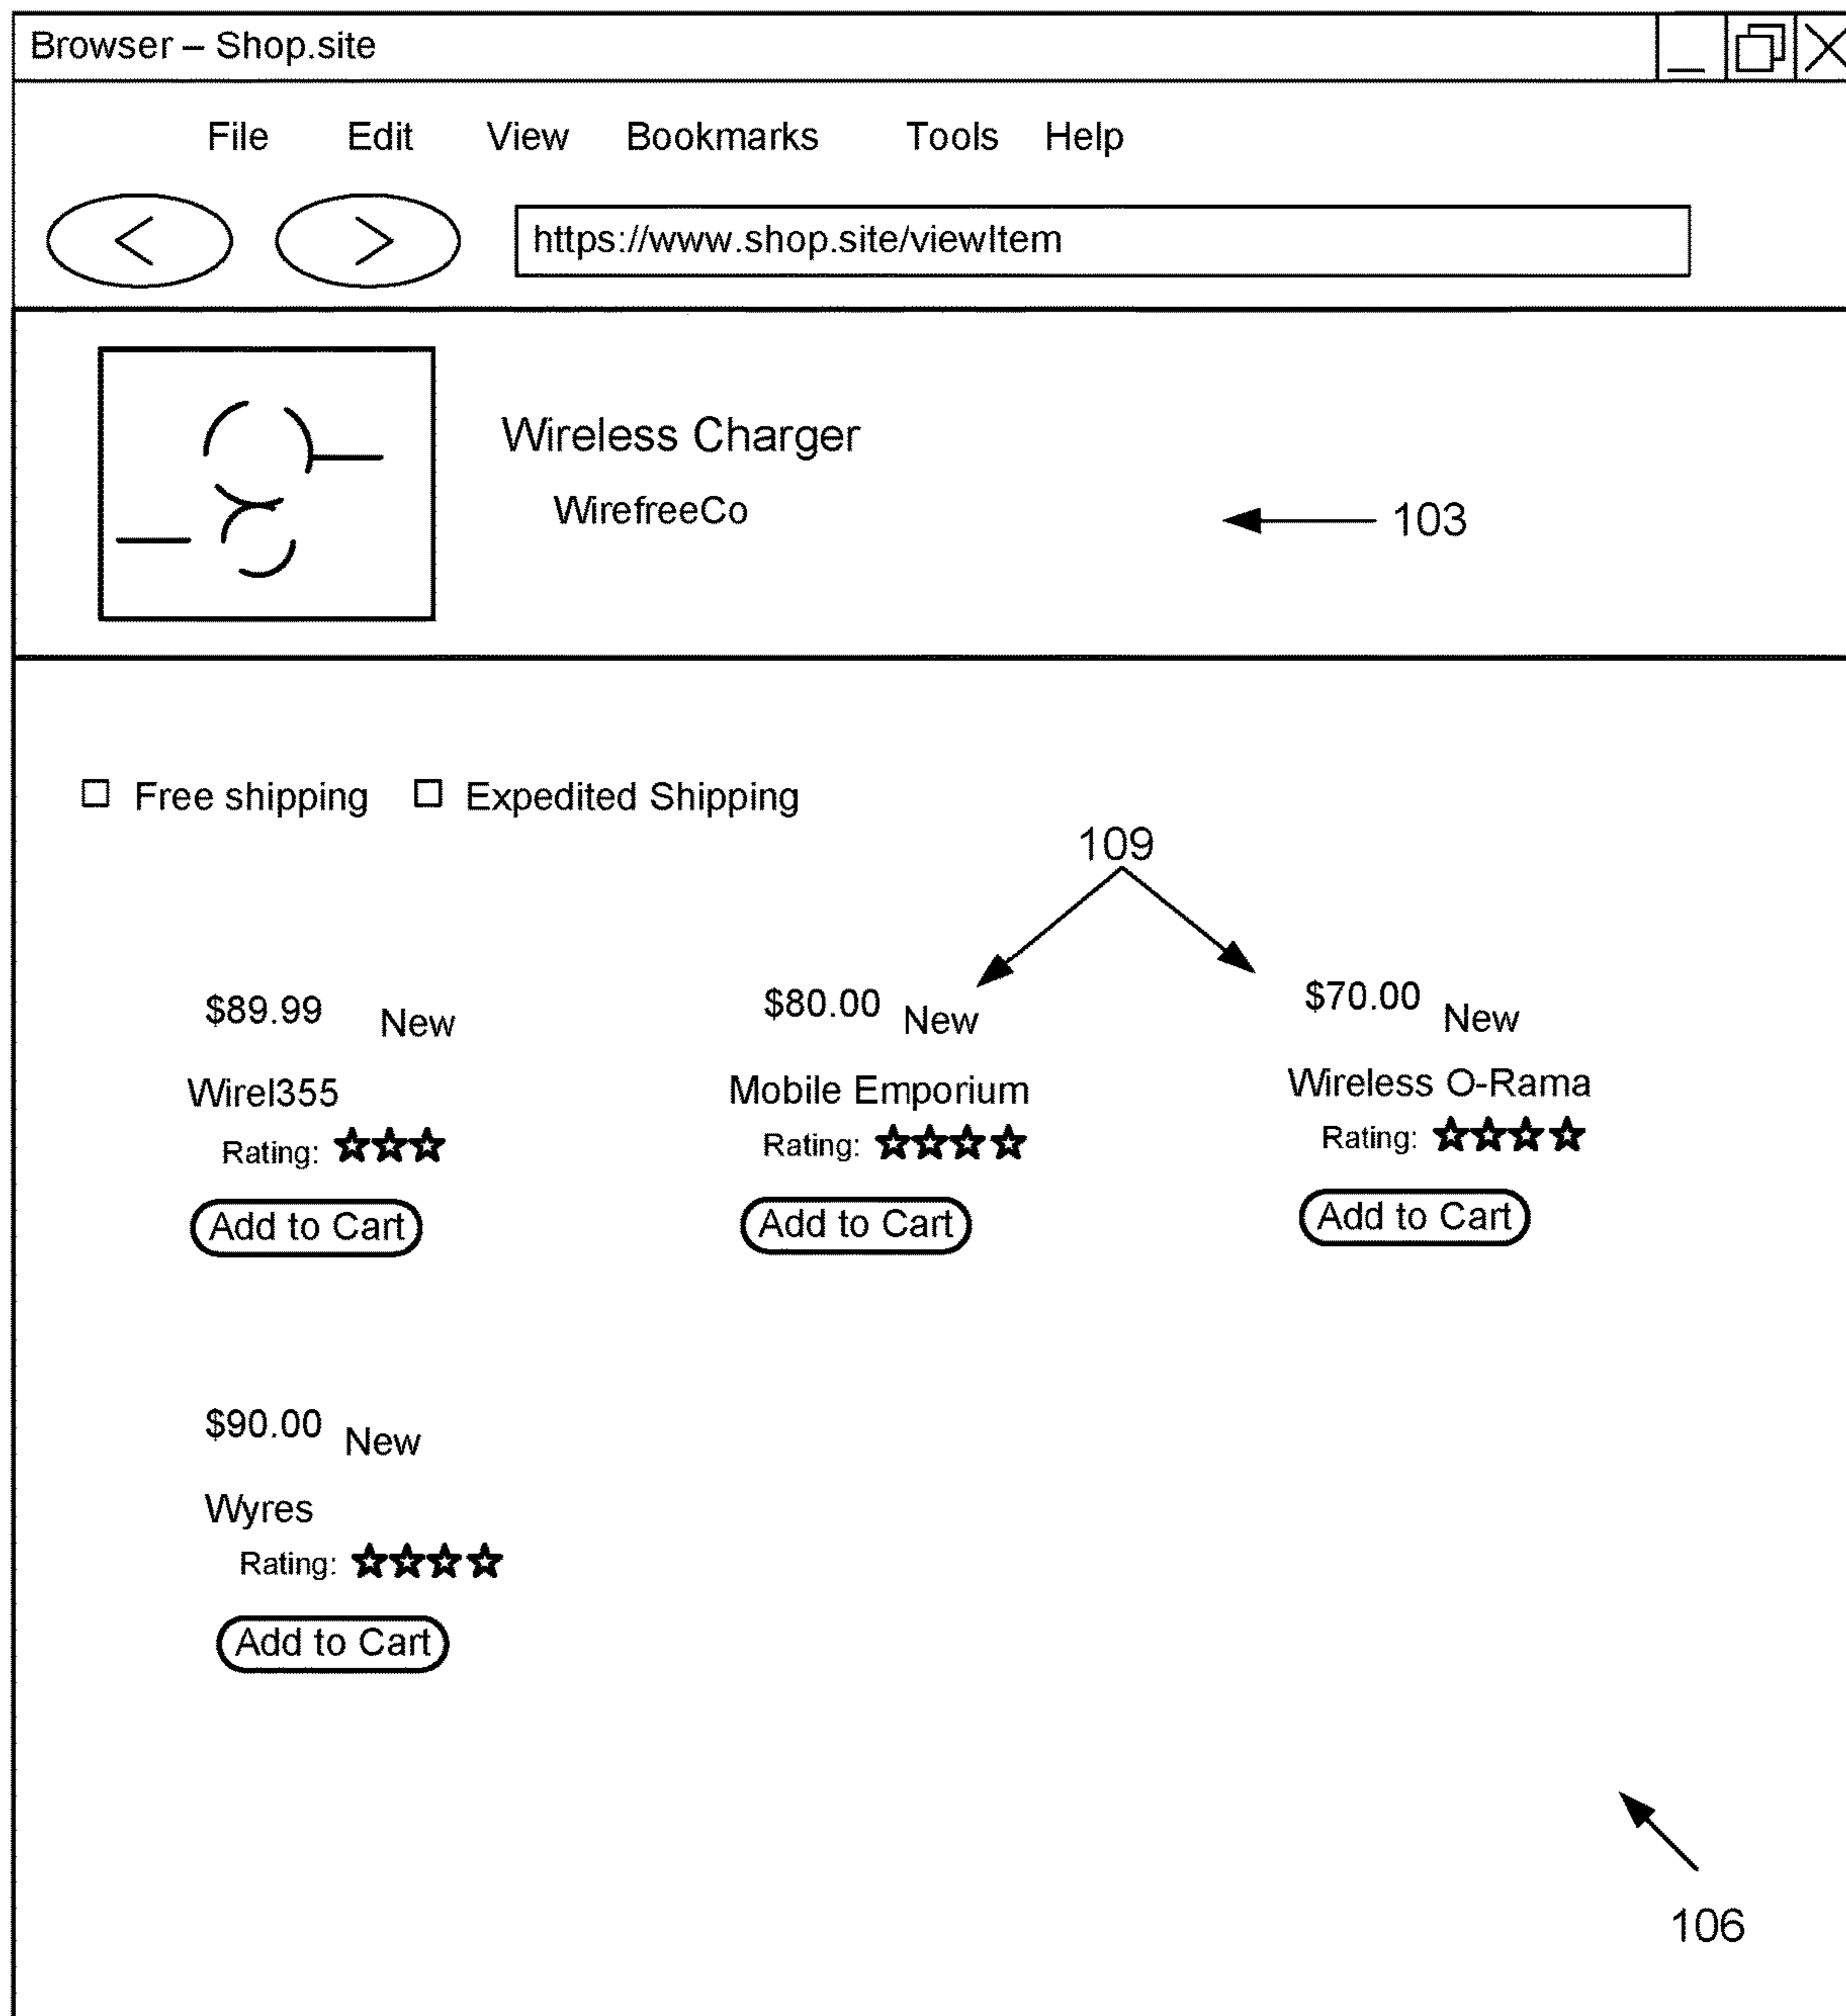 Browser – Shop.site
File Edit View Bookmarks Tools Help
< > https://www.shop.site/viewItem
Wireless Charger
WirefreeCo
103
Free shipping Expedited Shipping
109
$89.99 New $80.00 New $70.00 New
Wirel355 Mobile Emporium Wireless O-Rama
Rating: Rating: Rating:
Add to Cart Add to Cart Add to Cart
$90.00 New
Wyres
Rating:
Add to Cart
106